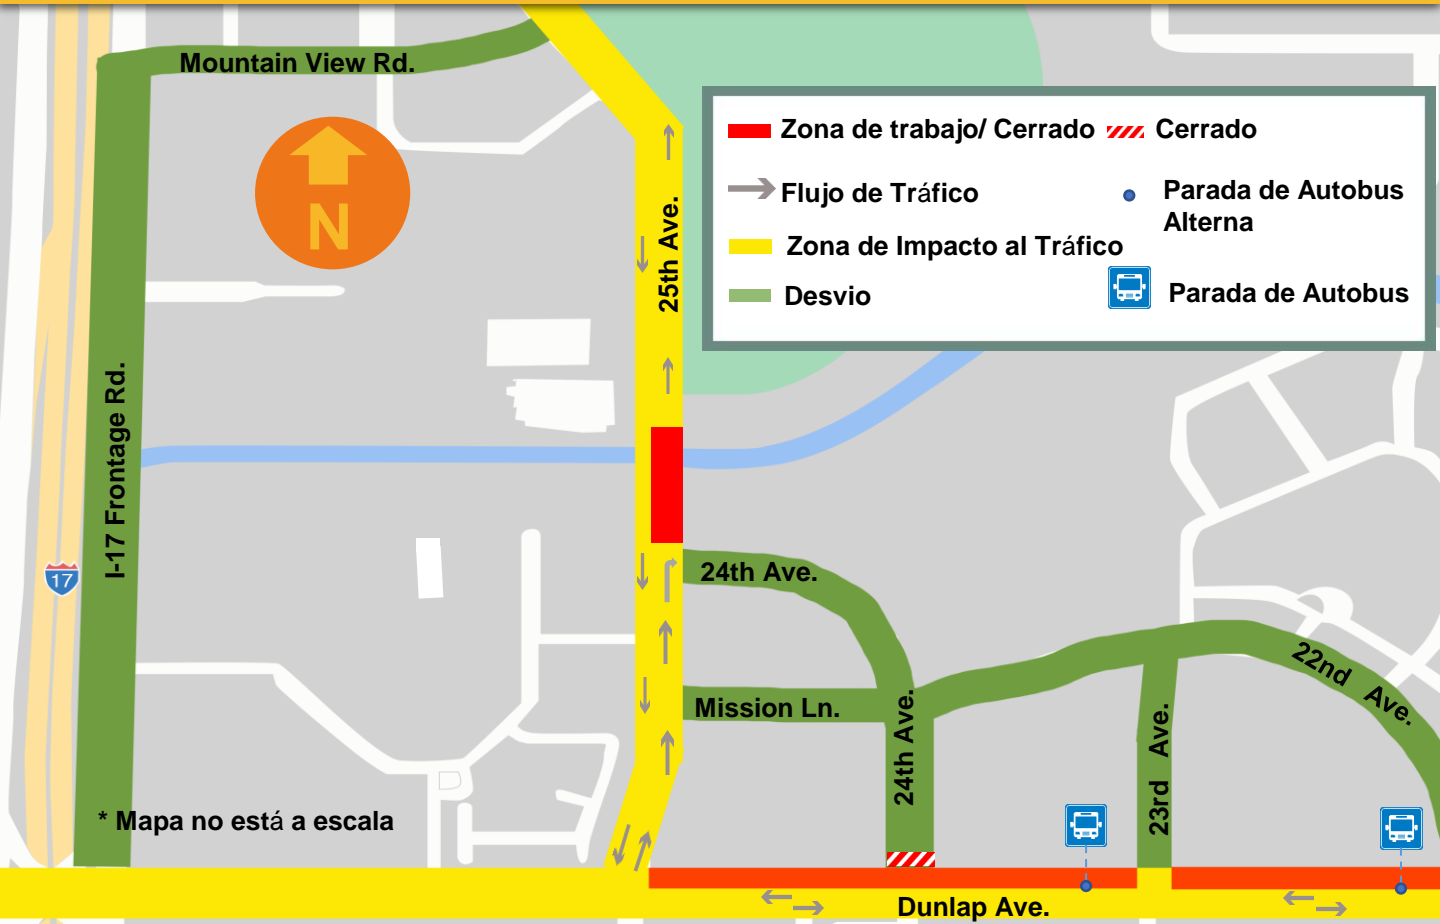 Mountain View Rd.
N
Zona de trabajo/ Cerrado
Cerrado
Flujo de Tráfico
Parada de Autobus
Alterna
Zona de Impacto al Tráfico
Desvio
Parada de Autobus
25th Ave.
I-17 Frontage Rd.
17
24th Ave.
22nd Ave.
Mission Ln.
24th Ave.
23rd Ave.
* Mapa no está a escala
Dunlap Ave.